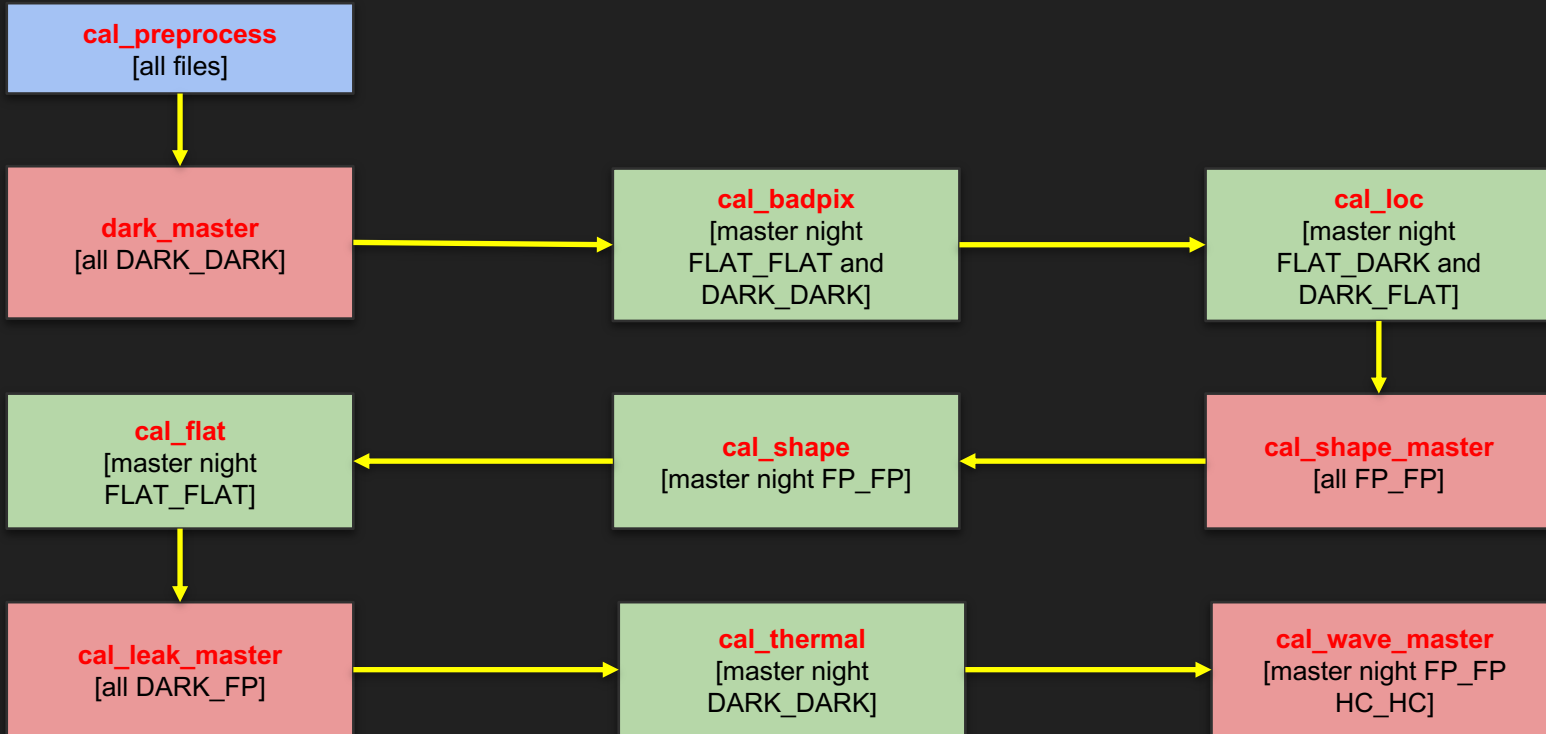 cal_preprocess
[all files]
dark_master
[all DARK_DARK]
cal_badpix
[master night
FLAT_FLAT and
DARK_DARK]
cal_loc
[master night
FLAT_DARK and
DARK_FLAT]
cal_flat
[master night
FLAT_FLAT]
cal_shape
[master night FP_FP]
cal_shape_master
[all FP_FP]
cal_leak_master
[all DARK_FP]
cal_thermal
[master night
DARK_DARK]
cal_wave_master
[master night FP_FP
HC_HC]